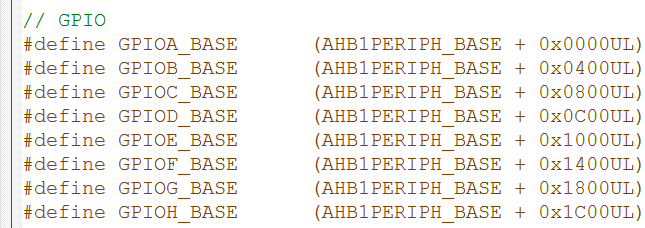 // GPIO
#define GPIOA_BASE (AHB1PERIPH_BASE + 0x0000UL)
#define GPIOB_BASE (AHB1PERIPH_BASE + 0x0400UL)
#define GPIOC_BASE (AHB1PERIPH_BASE + 0x0800UL)
#define GPIOD_BASE (AHB1PERIPH_BASE + 0x0C00UL)
#define GPIOE_BASE (AHB1PERIPH_BASE + 0x1000UL)
#define GPIOF_BASE (AHB1PERIPH_BASE + 0x1400UL)
#define GPIOG_BASE (AHB1PERIPH_BASE + 0x1800UL)
#define GPIOH_BASE (AHB1PERIPH_BASE + 0x1C00UL)